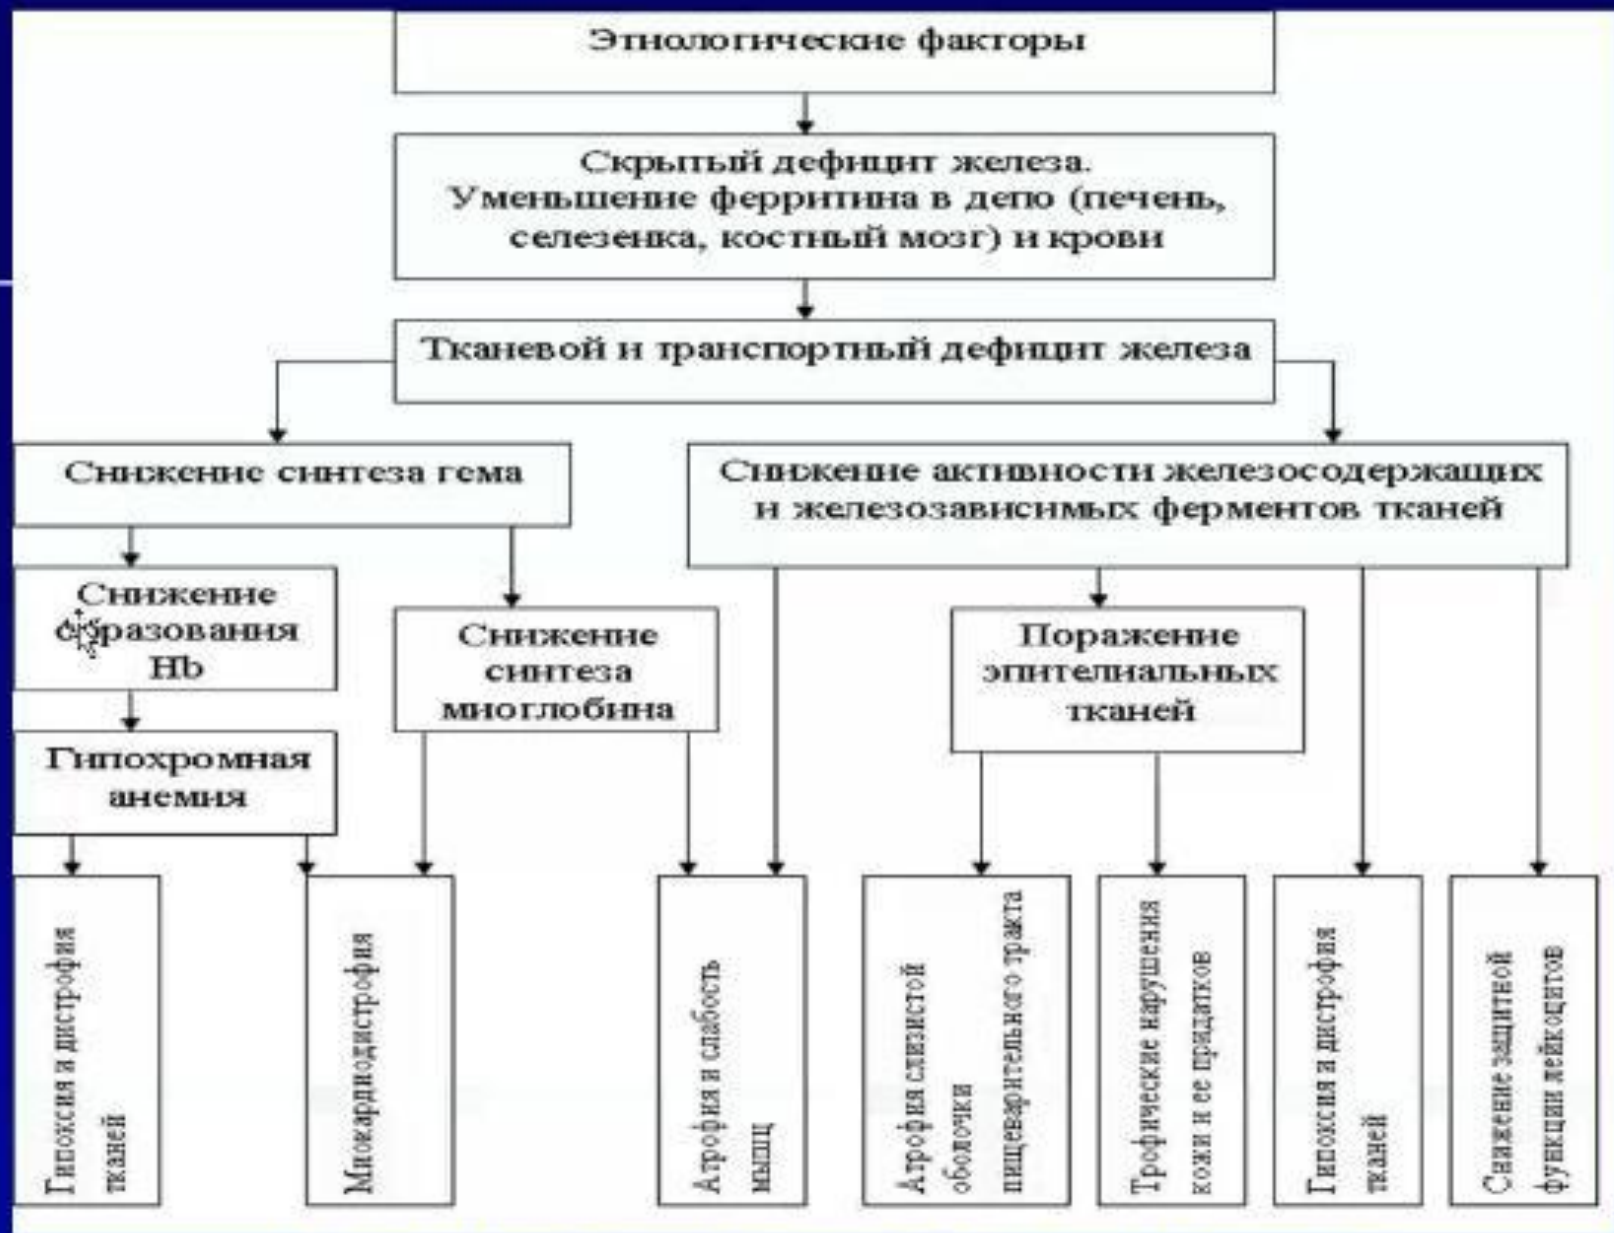 Этнологические факторы
Скрытый дефицит железа.
Уменьшение ферритина в депо (печень,
селезенка, костный мозг) и крови
Тканевой и транспортный дефицит железа
Снижение синтеза гема
Снижение активности железосодержащих
и железозависимых ферментов тканей
Снижение
образования
Hb
Снижение
синтеза
миоглобина
Поражение
эпителиальных
тканей
Гипохромная
анемия
Гипоксия и дистрофия
тканей
Миокардиодистрофия
Атрофия и слабость
мышц
Атрофия слизистой
оболочки
пищеварительного тракта
Трофические нарушения
кожи и ее придатков
Гипоксия и дистрофия
тканей
Снижение защитной
функции лейкоцитов